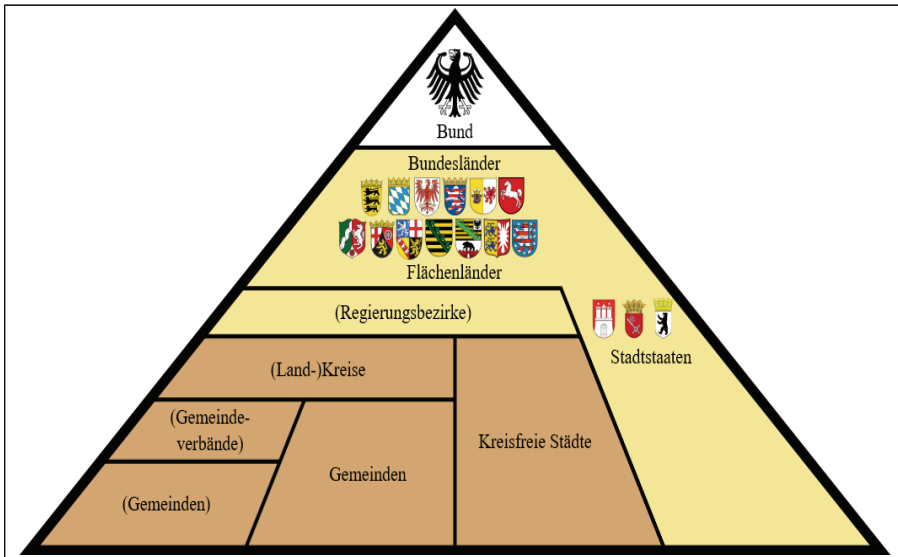 Bund
Bundesländer
Flächenländer
(Regierungsbezirke)
Stadtstaaten
(Land-)Kreise
(Gemeinde-
verbände)
Kreisfreie Städte
Gemeinden
(Gemeinden)